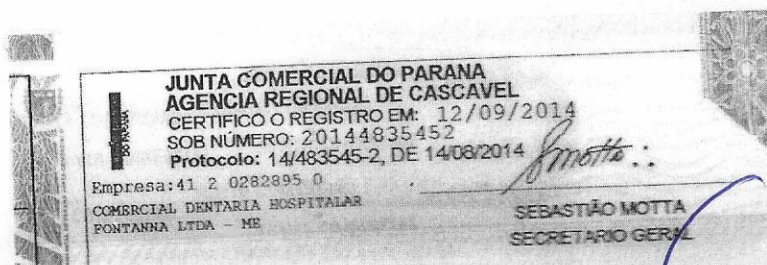 JUNTA COMERCIAL DO PARANA
AGENCIA REGIONAL DE CASCAVEL
CERTIFICO O REGISTRO EM: 12/09/2014
SOB NÚMERO: 20144835452
Protocolo: 14/483545-2, DE 14/08/2014
Empresa:41 2 0282895 0
COMERCIAL DENTARIA HOSPITALAR
FONTANNA LTDA - ME
SEBASTIÃO MOTTA
SECRETARIO GERAL